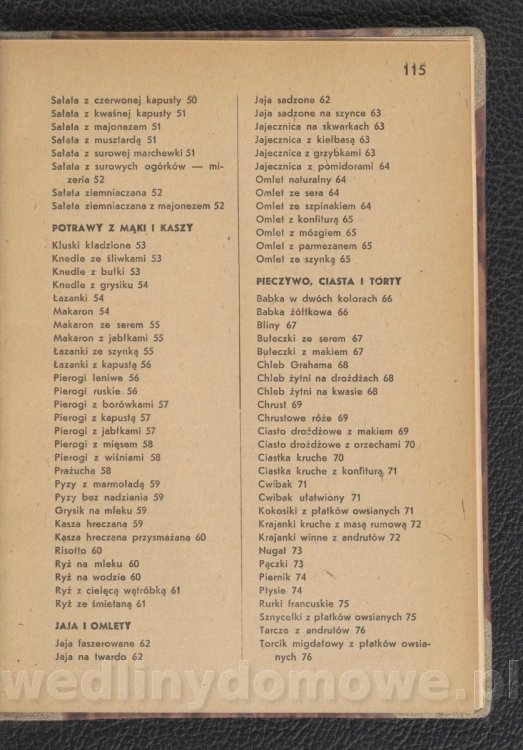 115
Sałata z czerwonej kapusty 50
Sałata z kwaśnej kapusty 51
Sałata z majonezem 51
Sałata z musztardą 51
Sałata z surowej marchewki 51
Sałata z surowych ogórków — mi-
zeria 52
Sałata ziemniaczana 52
Sałata ziemniaczana z majonezem 52
POTRAWY Z MĄKI I KASZY
Kluski kładzione 53
Knedle ze śliwkami 53
Knedle z bułki 53
Knedle z grysiku 54
Łazanki 54
Makaron 54
Makaron ze serem 55
Makaron z jabłkami 55
Łazanki ze szynką 55
Łazanki z kapustą 56
Pierogi leniwe 56
Pierogi ruskie 56
Pierogi z borówkami 57
Pierogi z kapustą 57
Pierogi z jabłkami 57
Pierogi z mięsem 58
Pierogi z wiśniami 58
Prażucha 58
Pyzy z marmoladą 59
Pyzy bez nadziania 59
Grysik na mleku 59
Kasza hreczana 59
Kasza hreczana przysmażana 60
Risotto 60
Ryż na mleku 60
Ryż na wodzie 60
Ryż z cielęcą wątróbką 61
Ryż ze śmietaną 61
JAJA I OMLETY
Jaja faszerowane 62
Jaja na twardo 62
Jaja sadzone 62
Jaja sadzone na szynce 63
Jajecznica na skwarkach 63
Jajecznica z kiełbasą 63
Jajecznica z grzybkami 63
Jajecznica z pomidorami 64
Omlet naturalny 64
Omlet ze sera 64
Omlet ze szpinakiem 64
Omlet z konfiturą 65
Omlet z mózgiem 65
Omlet z parmezanem 65
Omlet ze szynką 65
PIECZYWO, CIASTA I TORTY
Babka w dwóch kolorach 66
Babka żółtkowa 66
Bliny 67
Bułeczki ze serem 67
Bułeczki z makiem 67
Chleb Grahama 68
Chleb żytni na drożdżach 68
Chleb żytni na kwasie 68
Chrust 69
Chrustowe róże 69
Ciasto drożdżowe z makiem 69
Ciasto drożdżowe z orzechami 70
Ciastka kruche 70
Ciastka kruche z konfiturą 71
Cwibak 71
Cwibak ułatwiony 71
Kokosiki z płatków owsianych 71
Krajanki kruche z masą rumową 72
Krajanki winne z andrutów 72
Nugat 73
Pączki 73
Piernik 74
Ptysie 74
Rurki francuskie 75
Sznycelki z płatków owsianych 75
Tarcze z andrutów 76
Torcik migdałowy z płatków owsia-
nych 76
wedlinydomowe.pl